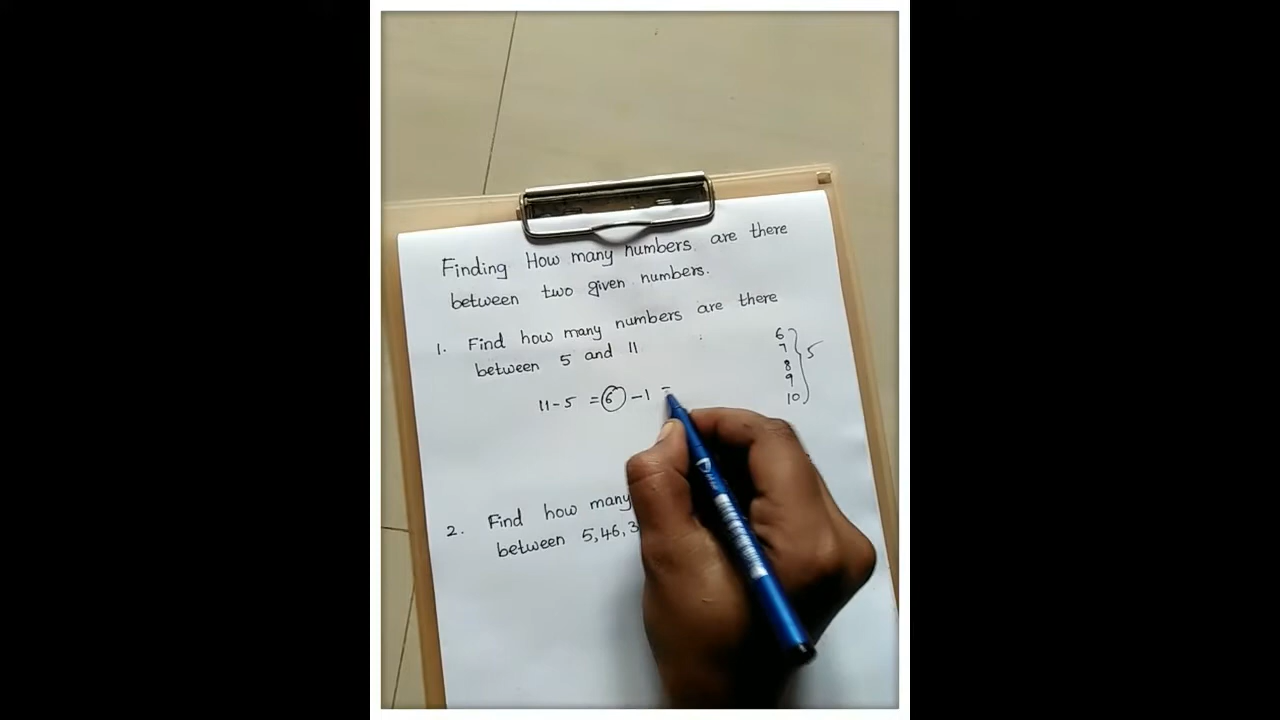 Finding How many numbers are there
between two given numbers.
1. Find how many numbers are there
between 5 and 11
11-5 = 6 -1 =
6
7
8
9
10
5
2. Find how many
between 5,46,3